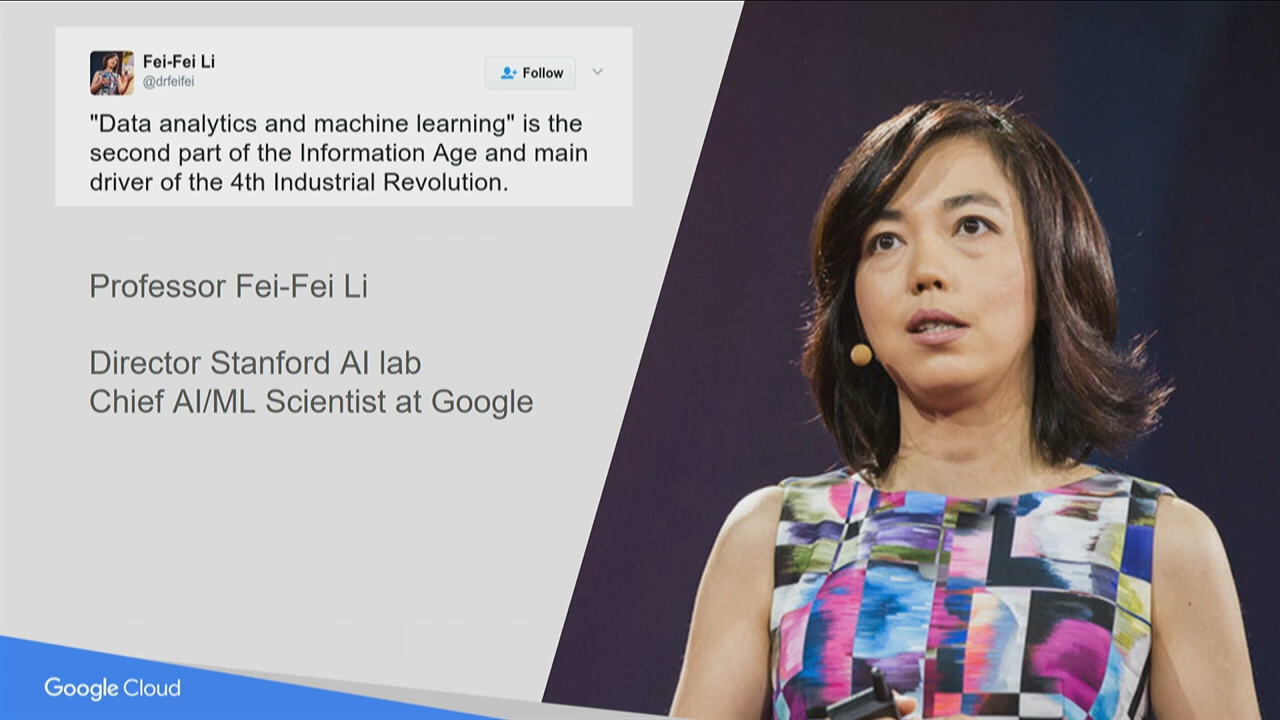 Fei-Fei Li
@drfeifei
Follow
"Data analytics and machine learning" is the
second part of the Information Age and main
driver of the 4th Industrial Revolution.
Professor Fei-Fei Li
Director Stanford AI lab
Chief AI/ML Scientist at Google
Google Cloud